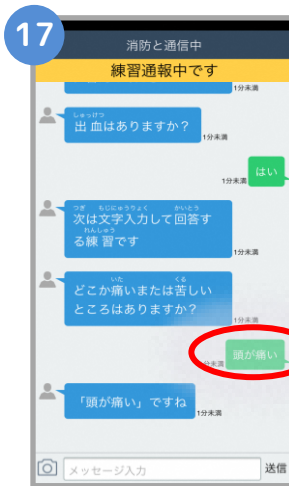 17
消防と通信中
練習通報中です
1分未満
しゅっけつ
出血はありますか?
1分未満
はい
1分未満
つぎ もじにゅうりょく かいとう
次は文字入力して回答す
れんしゅう
る練習です
1分未満
いた くる
どこか痛いまたは苦しい
ところはありますか?
1分未満
頭が痛い
分未満
「頭が痛い」ですね
1分未満
メッセージ入力
送信